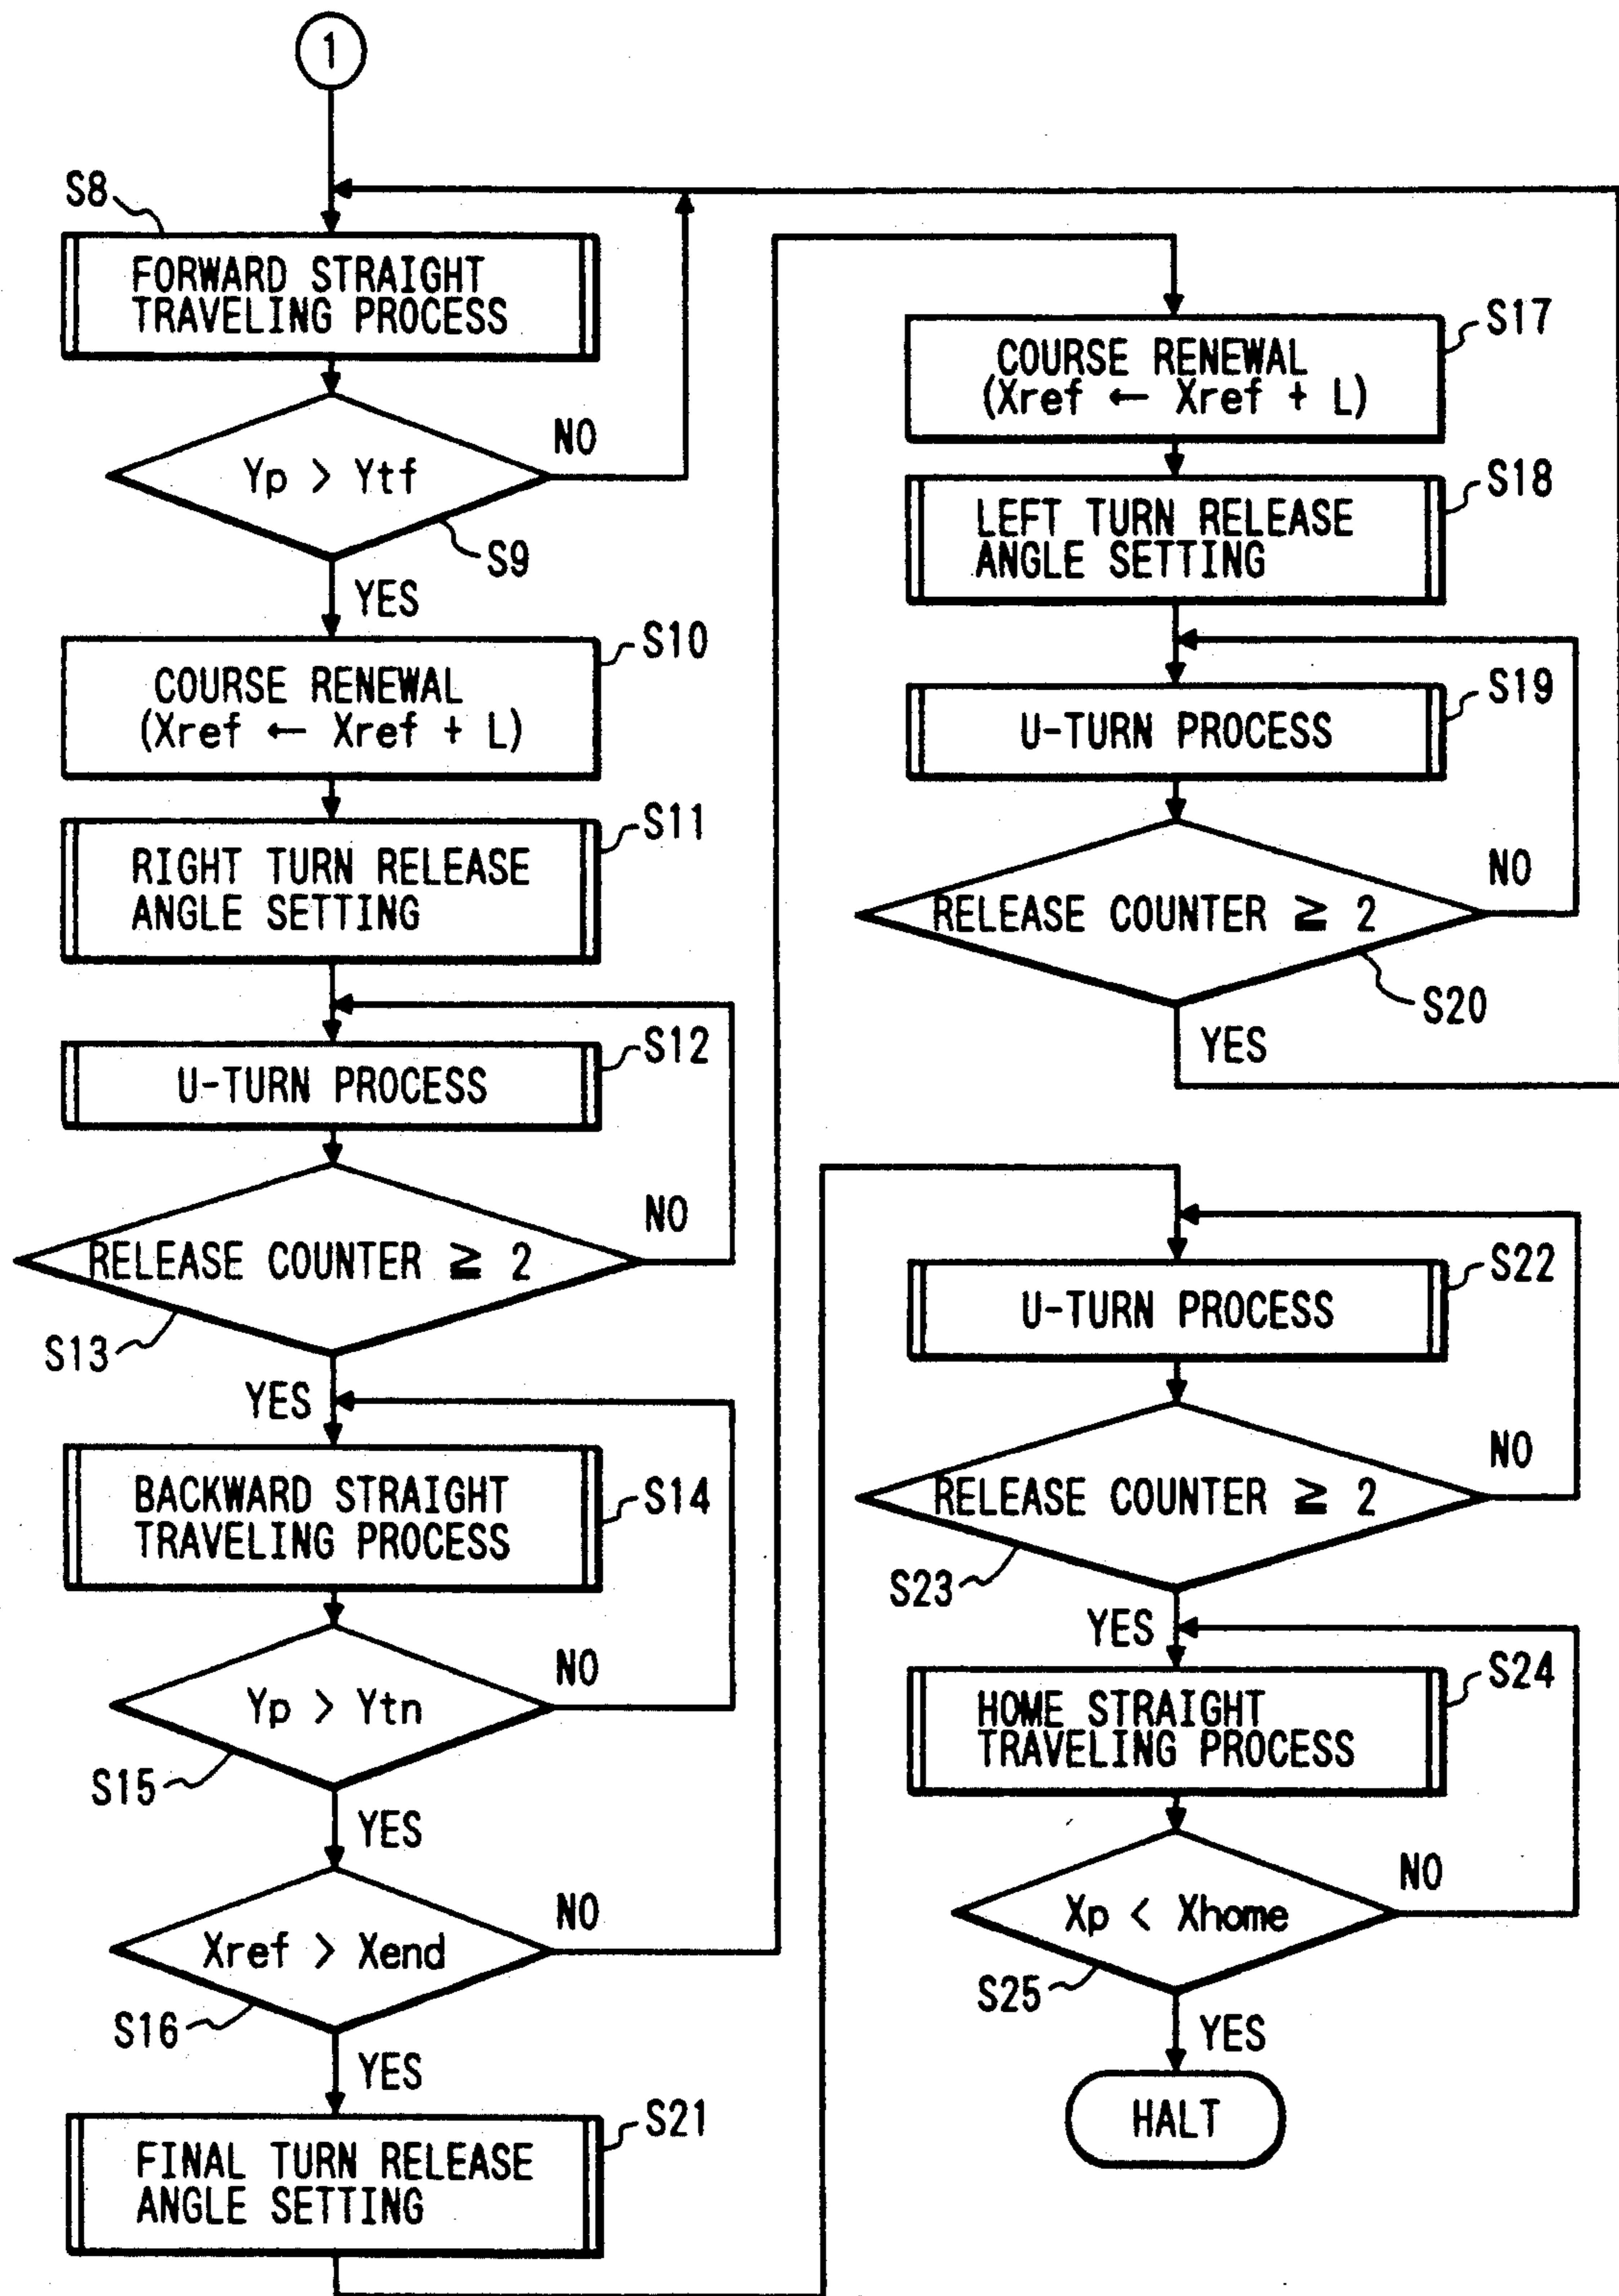 1
S8
FORWARD STRAIGHT
TRAVELING PROCESS
NO
Yp > Ytf
S9
YES
S10
COURSE RENEWAL
(Xref ← Xref + L)
S11
RIGHT TURN RELEASE
ANGLE SETTING
S12
U-TURN PROCESS
NO
RELEASE COUNTER ≧ 2
S13
YES
BACKWARD STRAIGHT
TRAVELING PROCESS
S14
NO
Yp > Ytn
S15
YES
NO
Xref > Xend
S16
YES
S21
FINAL TURN RELEASE
ANGLE SETTING
S17
COURSE RENEWAL
(Xref ← Xref + L)
S18
LEFT TURN RELEASE
ANGLE SETTING
S19
U-TURN PROCESS
NO
RELEASE COUNTER ≧ 2
S20
YES
S22
U-TURN PROCESS
NO
RELEASE COUNTER ≧ 2
S23
YES
S24
HOME STRAIGHT
TRAVELING PROCESS
NO
Xp < Xhome
S25
YES
HALT